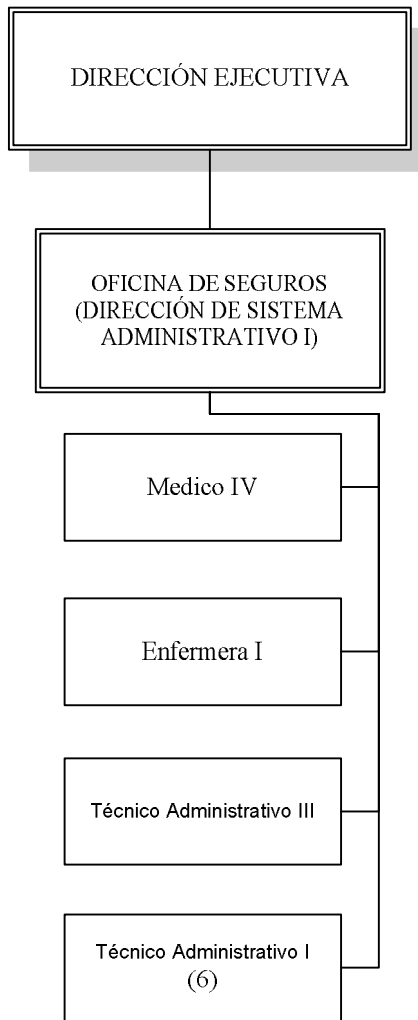 DIRECCIÓN EJECUTIVA
OFICINA DE SEGUROS
(DIRECCIÓN DE SISTEMA
ADMINISTRATIVO I)
Medico IV
Enfermera I
Técnico Administrativo III
Técnico Administrativo I
(6)